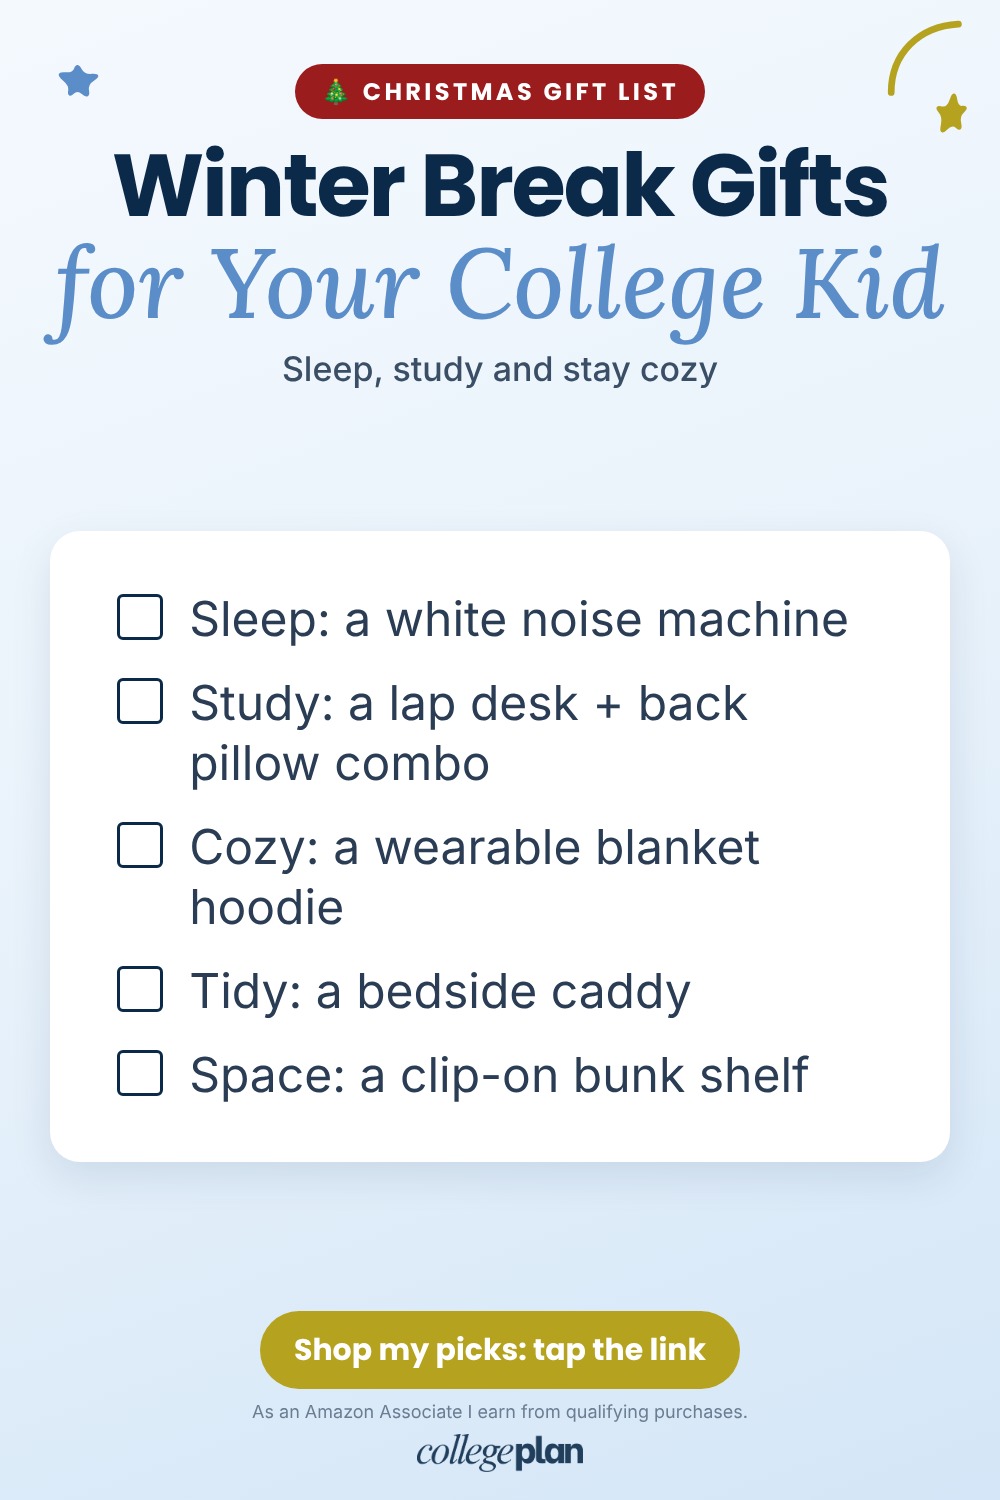 🎄 CHRISTMAS GIFT LIST
Winter Break Gifts
for Your College Kid
Sleep, study and stay cozy
Sleep: a white noise machine
Study: a lap desk + back
pillow combo
Cozy: a wearable blanket
hoodie
Tidy: a bedside caddy
Space: a clip-on bunk shelf
Shop my picks: tap the link
As an Amazon Associate I earn from qualifying purchases.
collegeplan